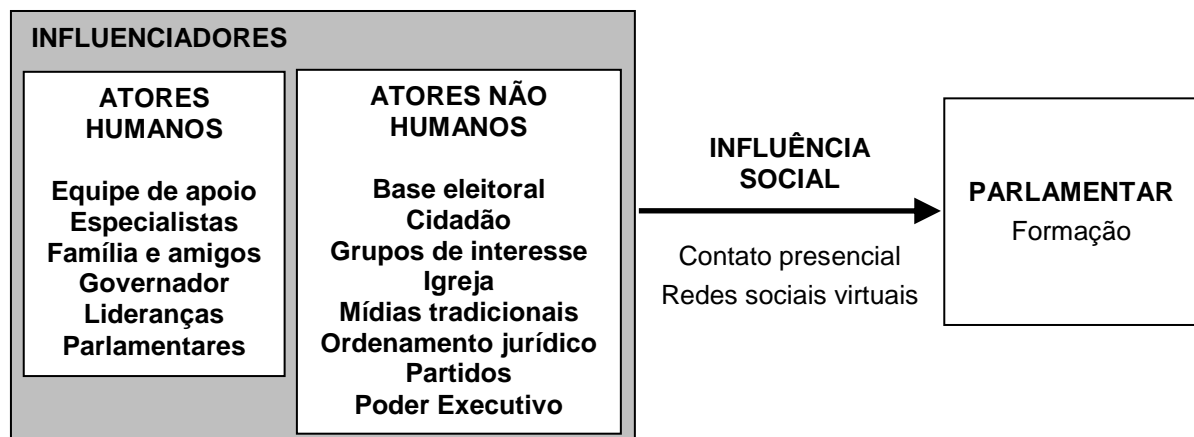 INFLUENCIADORES
ATORES
HUMANOS
Equipe de apoio
Especialistas
Família e amigos
Governador
Lideranças
Parlamentares
ATORES NÃO
HUMANOS
Base eleitoral
Cidadão
Grupos de interesse
Igreja
Mídias tradicionais
Ordenamento jurídico
Partidos
Poder Executivo
INFLUÊNCIA
SOCIAL
Contato presencial
Redes sociais virtuais
PARLAMENTAR
Formação